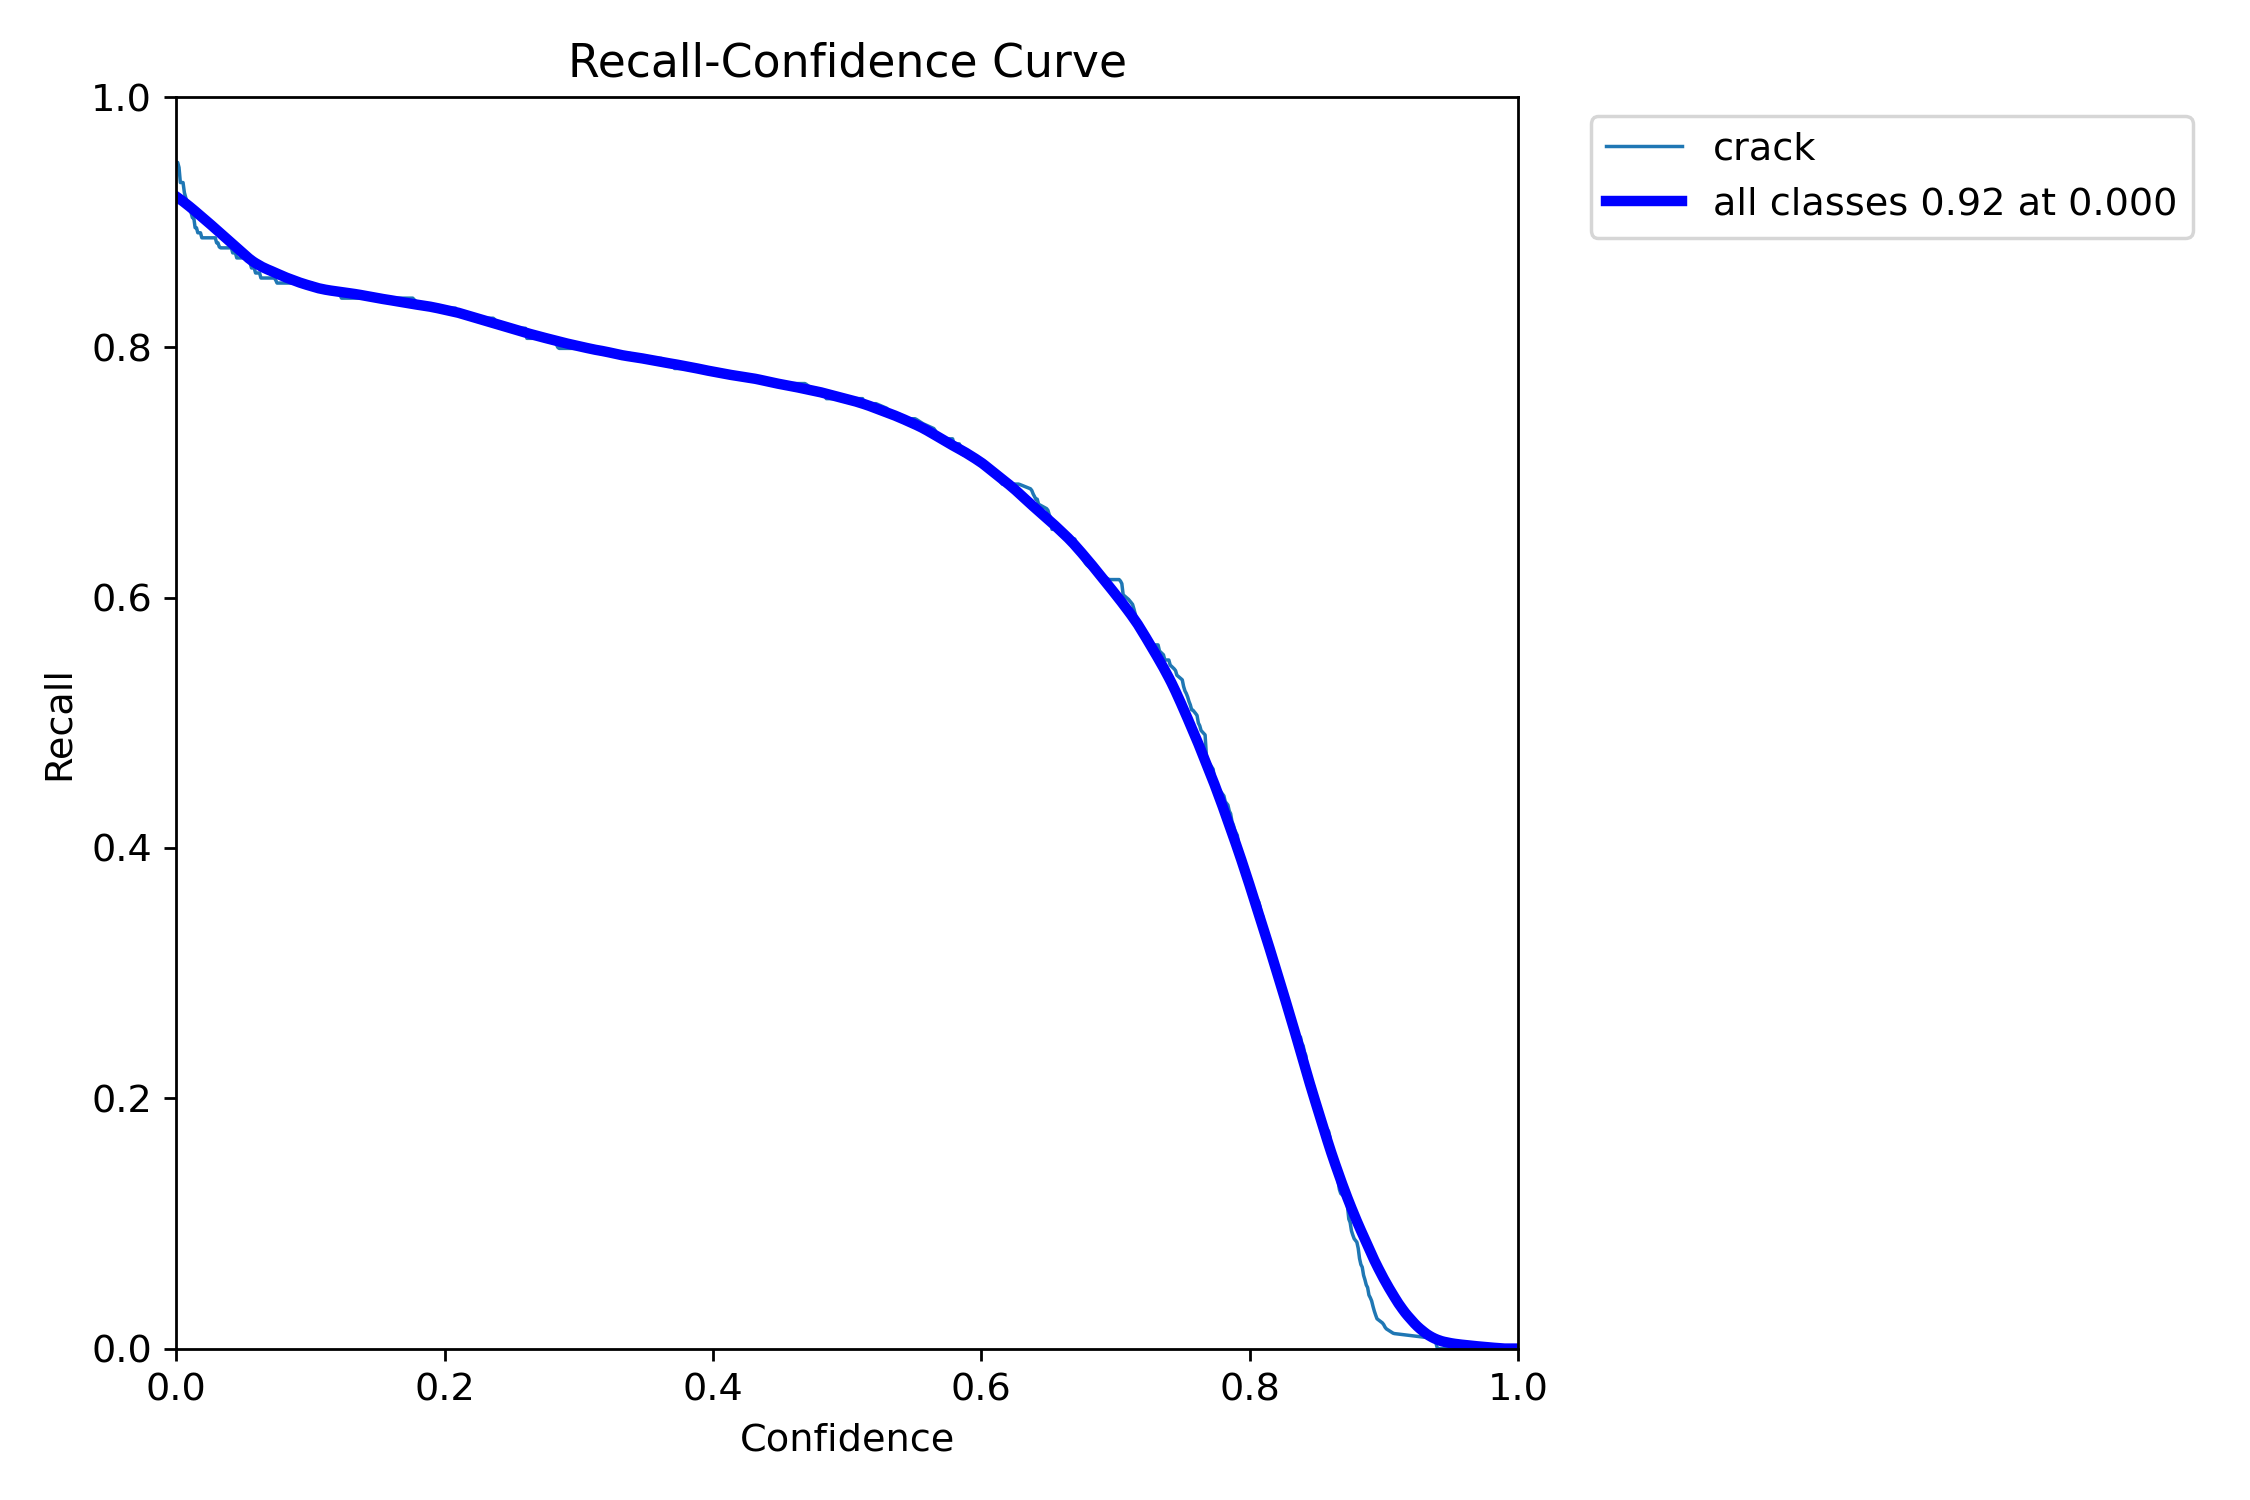 Recall-Confidence Curve
1.0
0.8
0.6
0.4
0.2
0.0
Recall
0.0 0.2 0.4 0.6 0.8 1.0
Confidence
crack
all classes 0.92 at 0.000